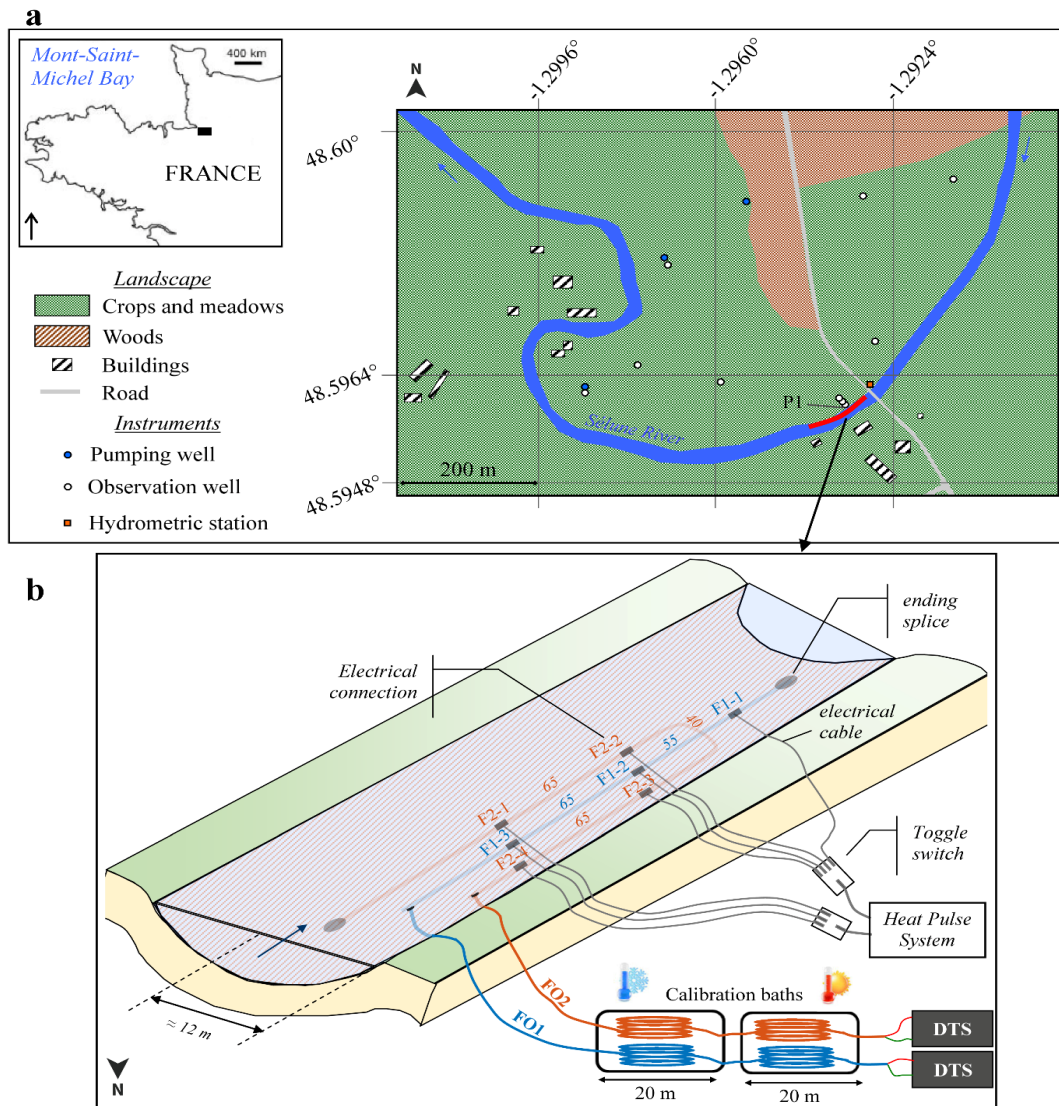 a
Mont-Saint-
Michel Bay
400 km
FRANCE
N
-1.2996°
-1.2960°
-1.2924°
48.60°
48.5964°
48.5948°
P1
Sélune River
200 m
Landscape
Crops and meadows
Woods
Buildings
Road
Instruments
Pumping well
Observation well
Hydrometric station
b
ending
splice
Electrical
connection
electrical
cable
F1-1
40
F2-2
55
F1-2
F2-3
65
65
65
F2-1
F1-3
F2-4
Toggle
switch
Heat Pulse
System
≈ 12 m
N
FO2
FO1
Calibration baths
DTS
DTS
20 m
20 m